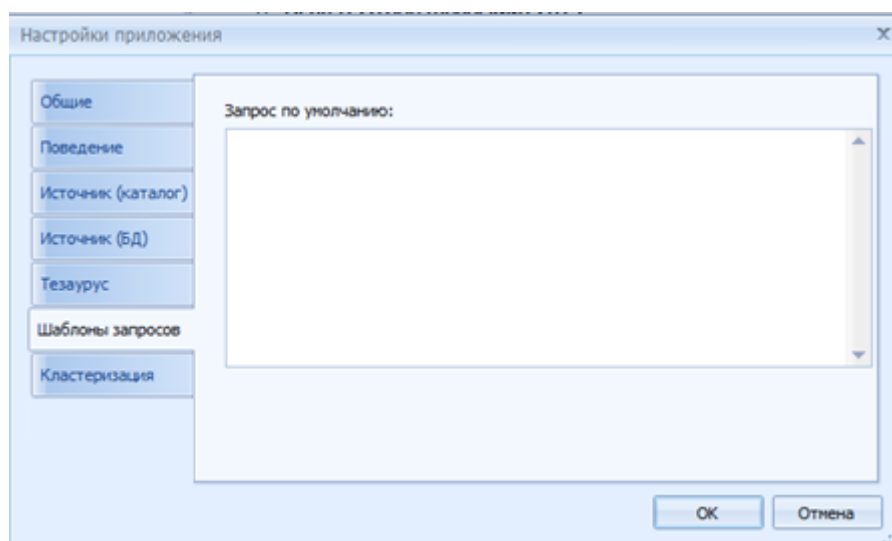 Настройки приложения
Общие
Поведение
Источник (каталог)
Источник (БД)
Тезаурус
Шаблоны запросов
Кластеризация
Запрос по умолчанию:
OK
Отмена